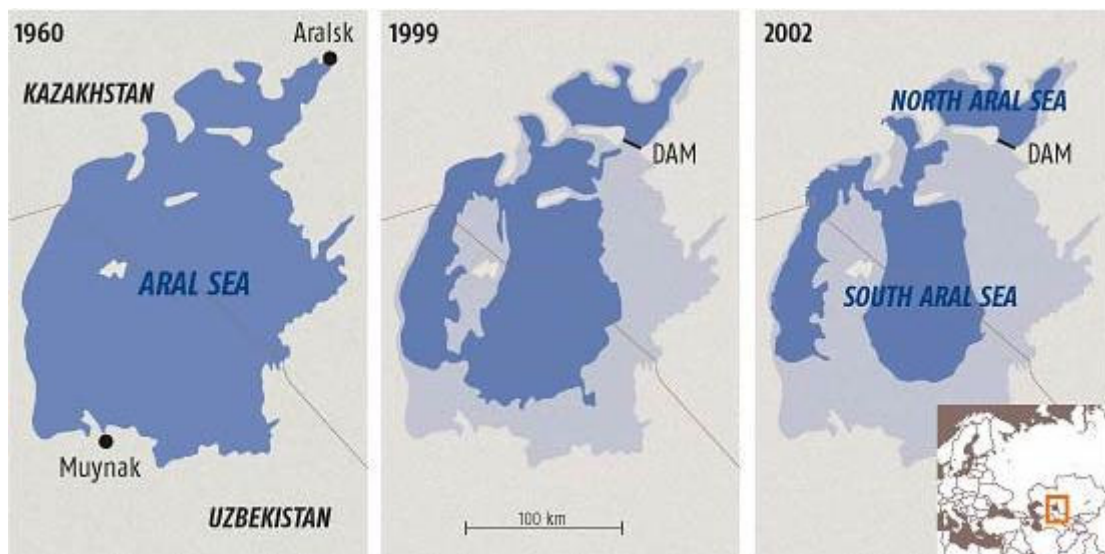 1960
Aralsk
KAZAKHSTAN
ARAL SEA
Muynak
UZBEKISTAN
1999
DAM
100 km
2002
NORTH ARAL SEA
DAM
SOUTH ARAL SEA